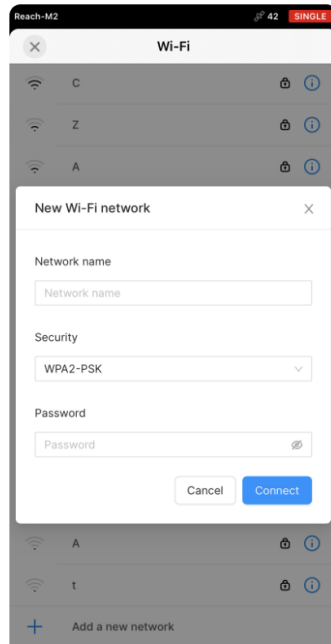 Reach-M2 42 SINGLE
Wi-Fi
C
Z
A
New Wi-Fi network
Network name
Network name
Security
WPA2-PSK
Password
Password
Cancel Connect
A
t
Add a new network